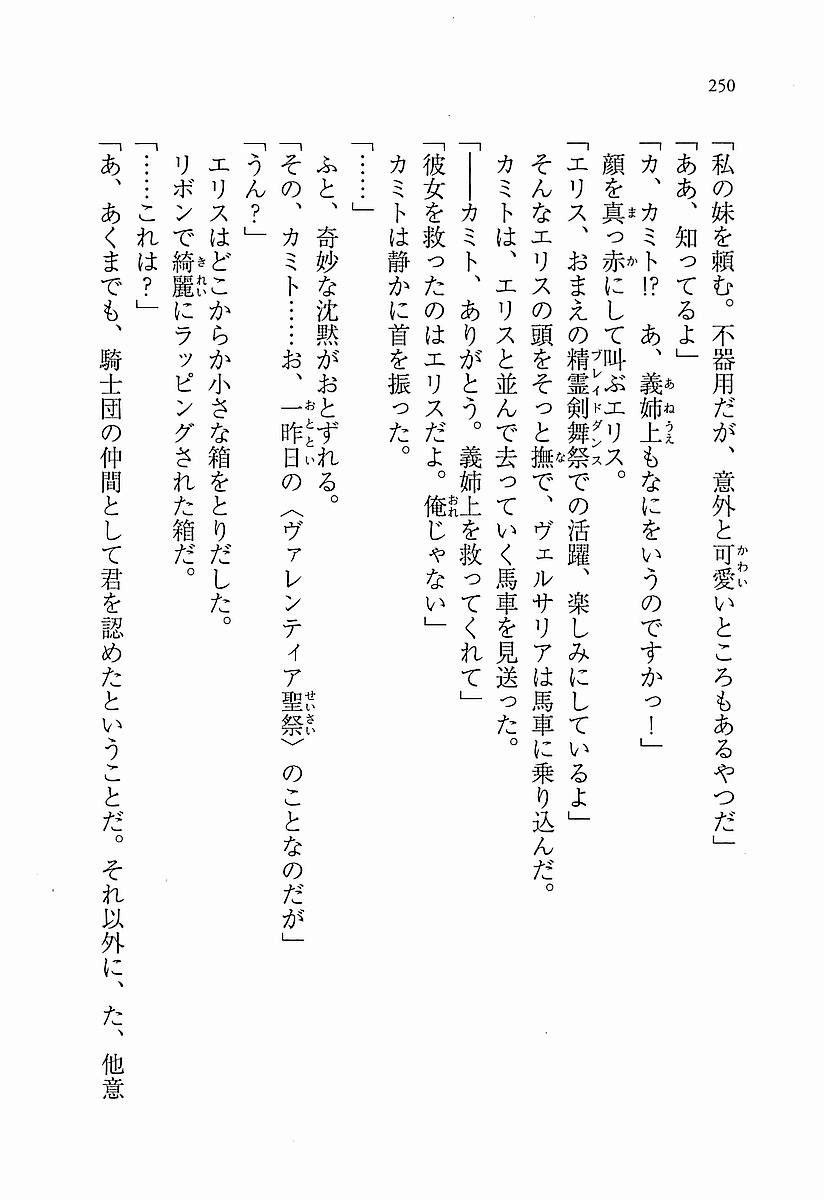 250
「私の妹を頼む。不器用だが、意外と可愛いところもあるやつだ」
「ああ、知ってるよ」
「カ、カミト!? あ、義姉上もなにをいうのですかっ！」
顔を真っ赤にして叫ぶエリス。
「エリス、おまえの精霊剣舞祭での活躍、楽しみにしているよ」
そんなエリスの頭をそっと撫で、ヴェルサリアは馬車に乗り込んだ。
カミトは、エリスと並んで去っていく馬車を見送った。
「――カミト、ありがとう。義姉上を救ってくれて」
「彼女を救ったのはエリスだよ。俺じゃない」
カミトは静かに首を振った。
「……」
ふと、奇妙な沈黙がおとずれる。
「その、カミト……お、一昨日の〈ヴァレンティア聖祭〉のことなのだが」
「うん？」
エリスはどこからか小さな箱をとりだした。
リボンで綺麗にラッピングされた箱だ。
「……これは？」
「あ、あくまでも、騎士団の仲間として君を認めたということだ。それ以外に、た、他意